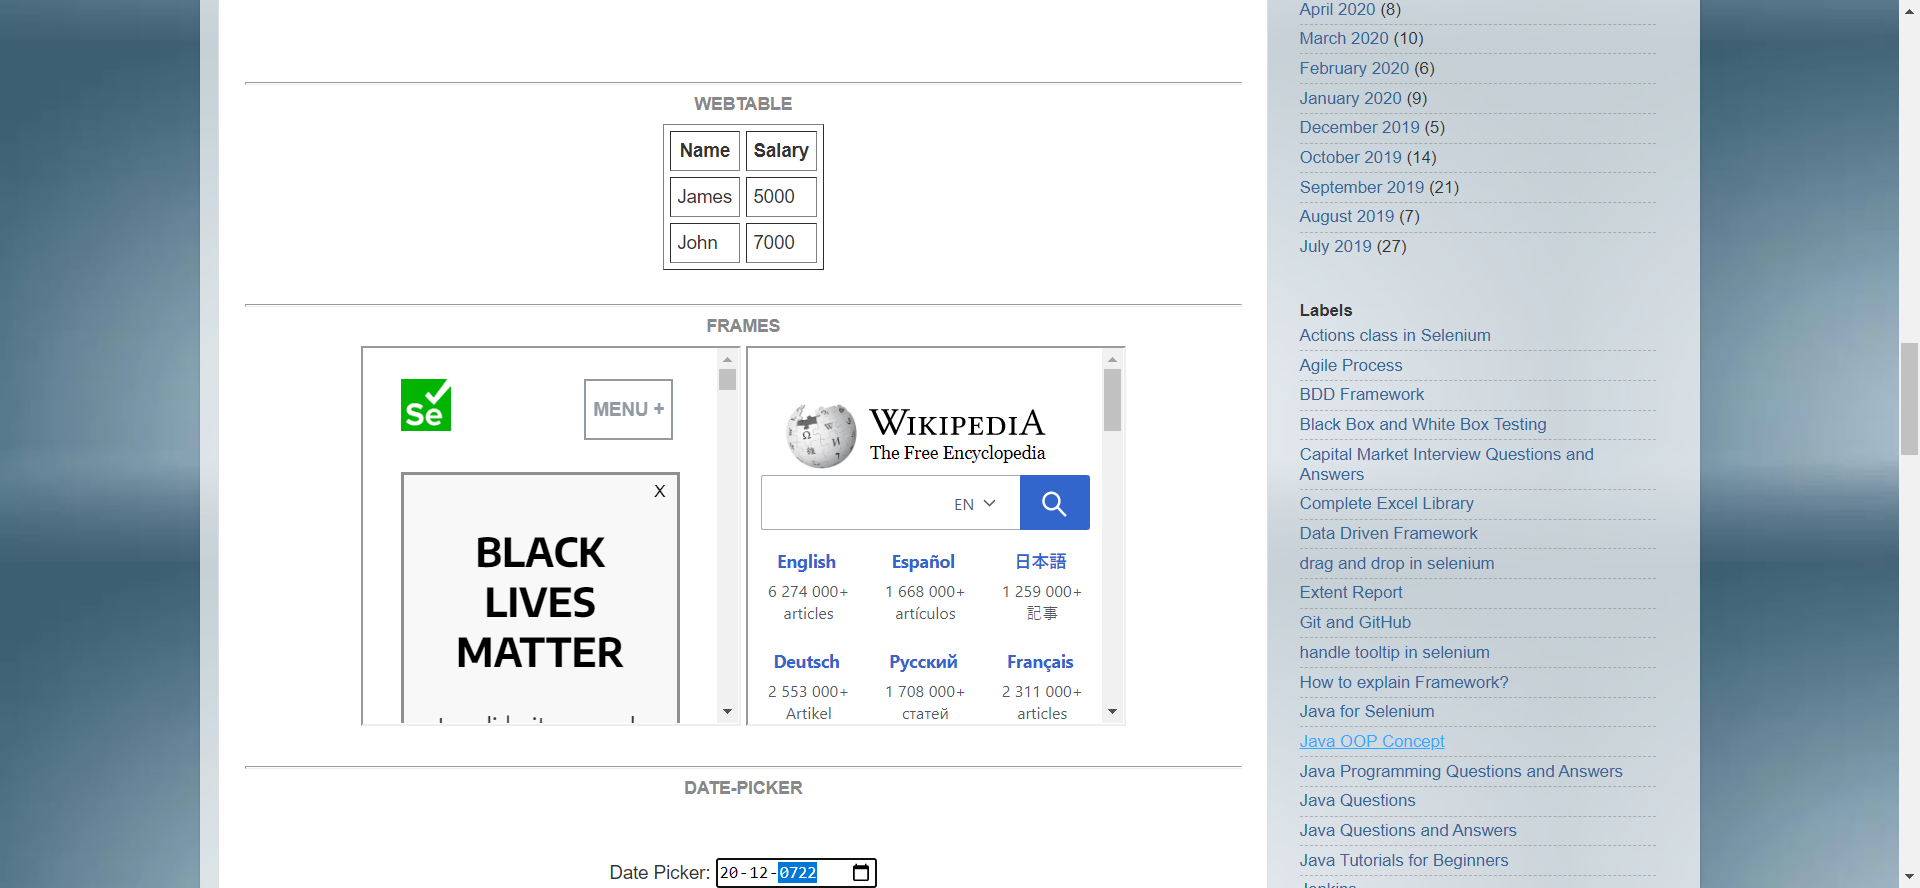 WEBTABLE
Name Salary
James 5000
John 7000
FRAMES
Se
MENU +
X
BLACK
LIVES
MATTER
WIKIPEDIA
The Free Encyclopedia
EN
English Español 日本語
6 274 000+ 1 668 000+ 1 259 000+
articles artículos 記事
Deutsch Русский Français
2 553 000+ 1 708 000+ 2 311 000+
Artikel статей articles
DATE-PICKER
Date Picker: 20-12-0722
April 2020 (8)
March 2020 (10)
February 2020 (6)
January 2020 (9)
December 2019 (5)
October 2019 (14)
September 2019 (21)
August 2019 (7)
July 2019 (27)
Labels
Actions class in Selenium
Agile Process
BDD Framework
Black Box and White Box Testing
Capital Market Interview Questions and
Answers
Complete Excel Library
Data Driven Framework
drag and drop in selenium
Extent Report
Git and GitHub
handle tooltip in selenium
How to explain Framework?
Java for Selenium
Java OOP Concept
Java Programming Questions and Answers
Java Questions
Java Questions and Answers
Java Tutorials for Beginners
Jenkins